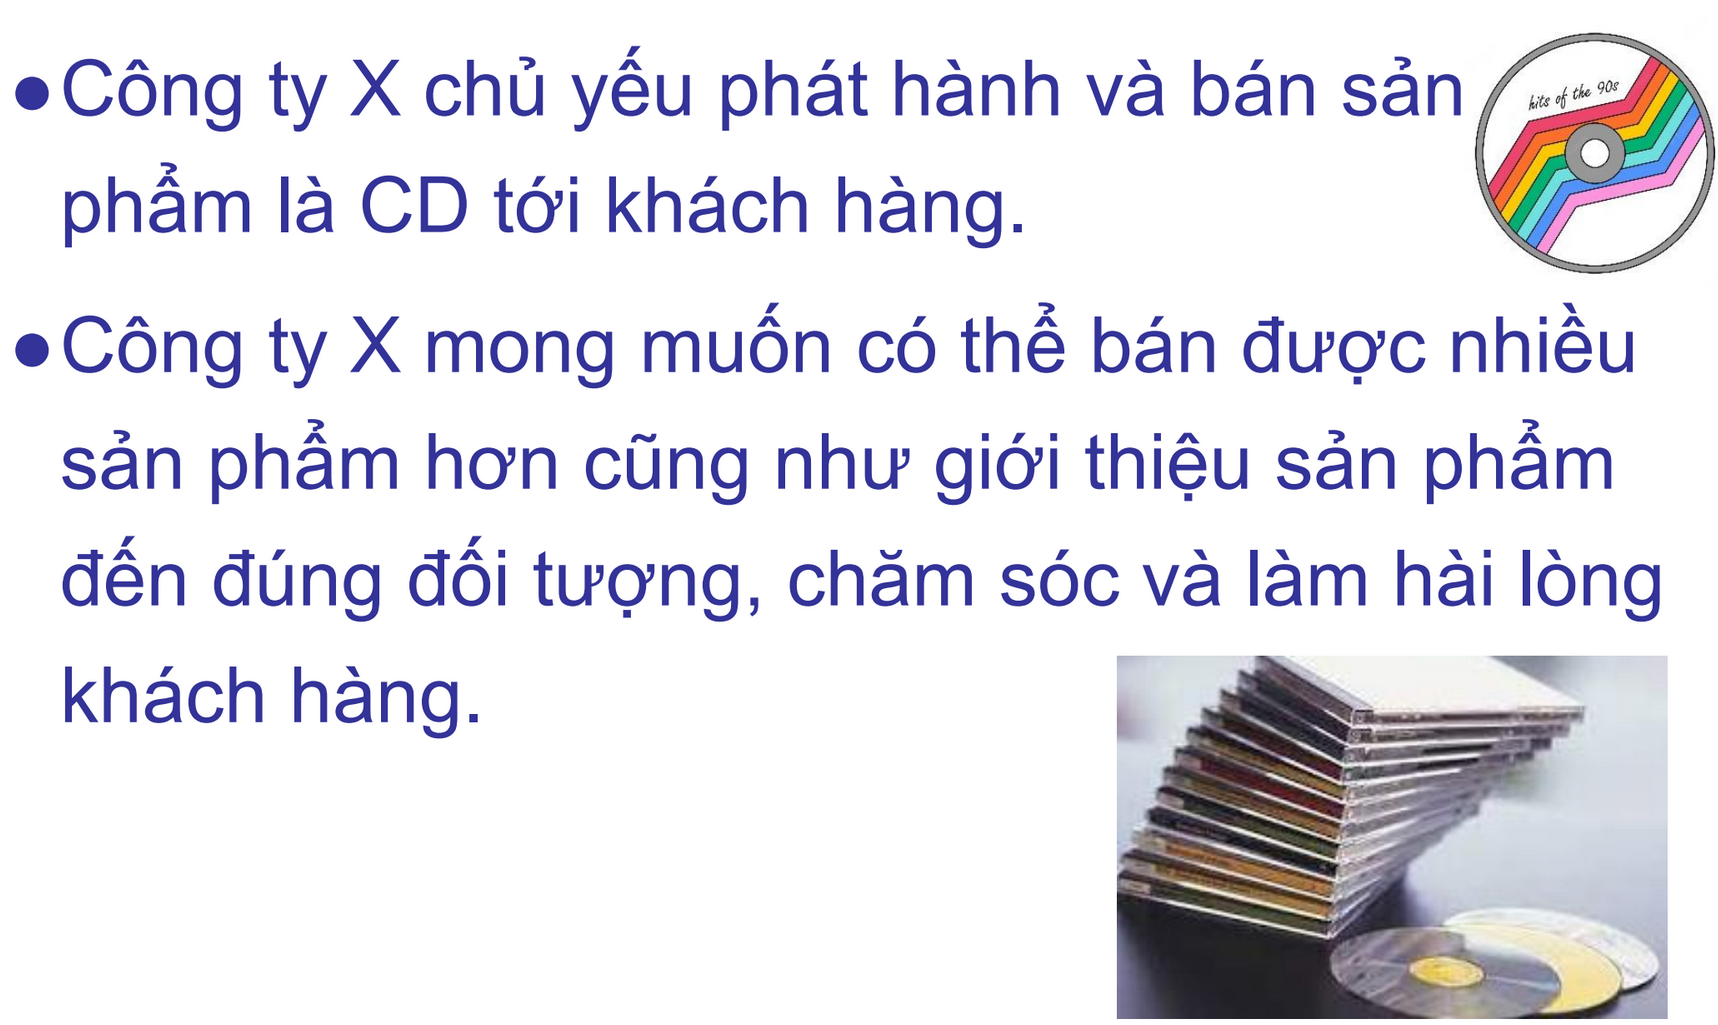 ●Công ty X chủ yếu phát hành và bán sản
phẩm là CD tới khách hàng.
hits of the 90s
●Công ty X mong muốn có thể bán được nhiều
sản phẩm hơn cũng như giới thiệu sản phẩm
đến đúng đối tượng, chăm sóc và làm hài lòng
khách hàng.